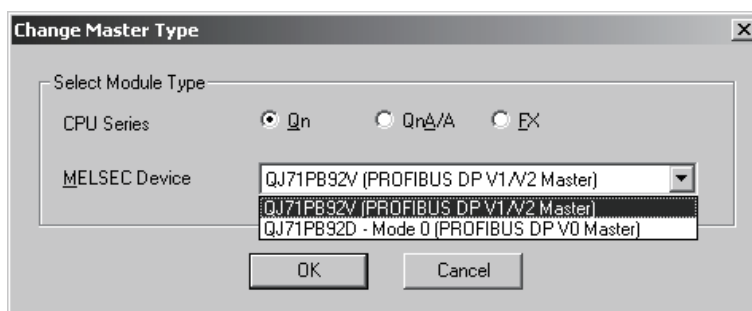 Change Master Type
Select Module Type
CPU Series Qn QnA/A FX
MELSEC Device QJ71PB92V (PROFIBUS DP V1/V2 Master)
QJ71PB92V (PROFIBUS DP V1/V2 Master)
QJ71PB92D - Mode 0 (PROFIBUS DP V0 Master)
OK Cancel